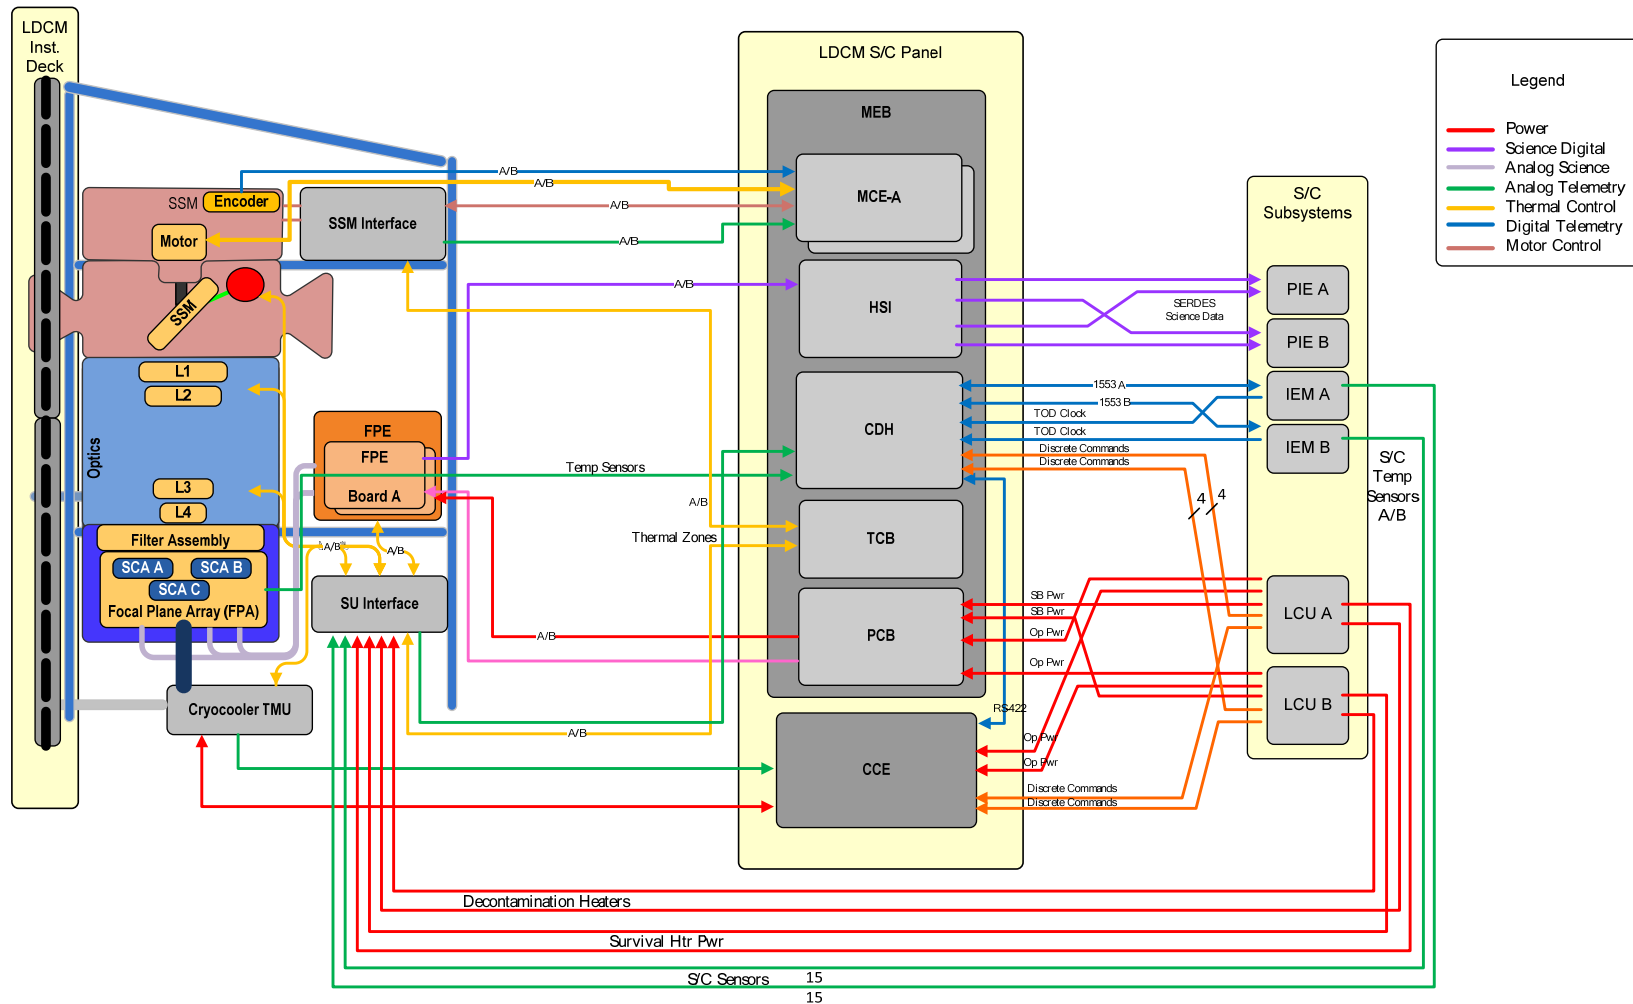 LDCM
Inst.
Deck
LDCM S/C Panel
Legend
Power
Science Digital
Analog Science
Analog Telemetry
Thermal Control
Digital Telemetry
Motor Control
MEB
A/B
A/B
A/B
A/B
SSM
Encoder
Motor
SSM Interface
MCE-A
S/C
Subsystems
SSM
A/B
HSI
PIE A
SERDES
Science Data
PIE B
L1
L2
Optics
L3
L4
FPE
FPE
Board A
Temp Sensors
CDH
1553 A
1553 B
TOD Clock
TOD Clock
Discrete Commands
Discrete Commands
IEM A
IEM B
S/C
Temp
Sensors
A/B
4
4
A/B
Thermal Zones
TCB
Filter Assembly
SCA A
SCA B
SCA C
Focal Plane Array (FPA)
A/B
A/B
SU Interface
A/B
PCB
SB Pwr
SB Pwr
Op Pwr
Op Pwr
LCU A
LCU B
Cryocooler TMU
A/B
RS422
CCE
Op Pwr
Op Pwr
Discrete Commands
Discrete Commands
Decontamination Heaters
Survival Htr Pwr
S/C Sensors
15
15